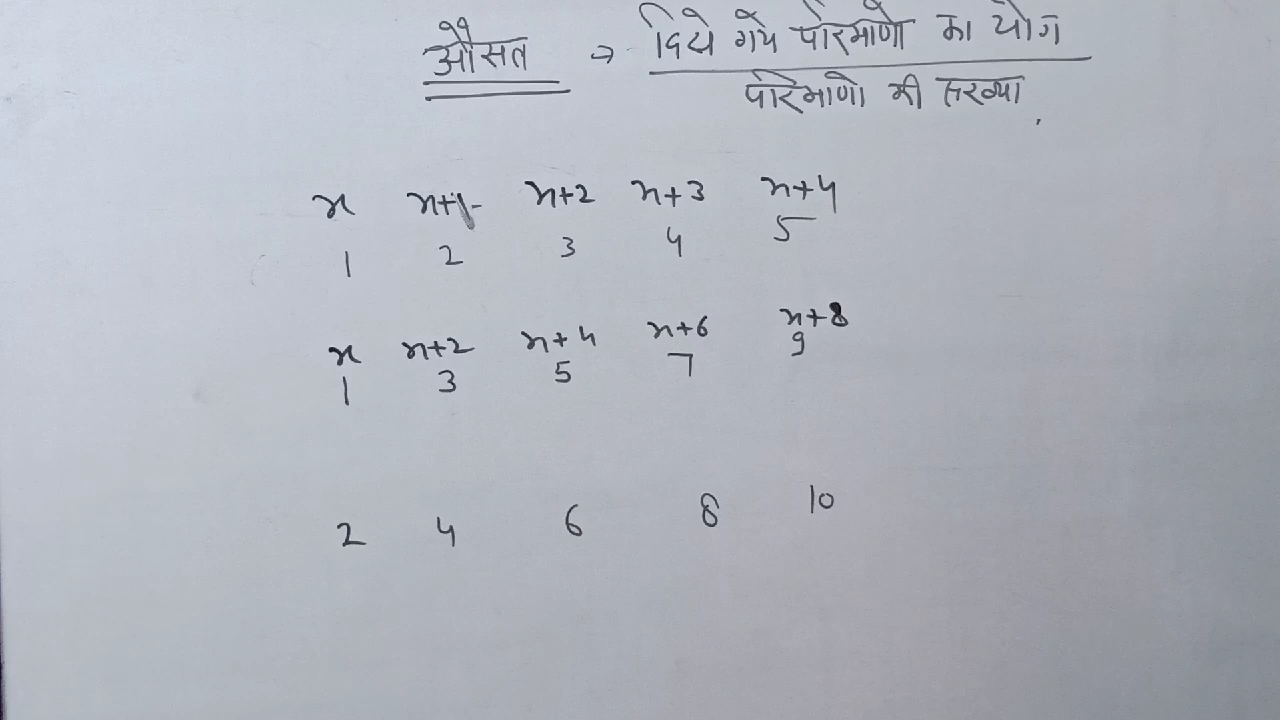 औसत → दिये गये परिमाणो का योग
परिमाणो की संख्या
x x+1 x+2 x+3 x+4
1 2 3 4 5
x x+2 x+4 x+6 x+8
1 3 5 7 9
2 4 6 8 10